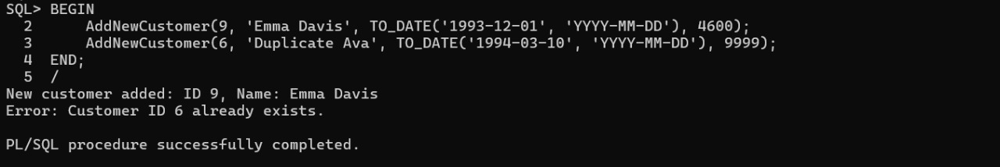 SQL> BEGIN
  2      AddNewCustomer(9, 'Emma Davis', TO_DATE('1993-12-01', 'YYYY-MM-DD'), 4600);
  3      AddNewCustomer(6, 'Duplicate Ava', TO_DATE('1994-03-10', 'YYYY-MM-DD'), 9999);
  4  END;
  5  /
New customer added: ID 9, Name: Emma Davis
Error: Customer ID 6 already exists.
PL/SQL procedure successfully completed.